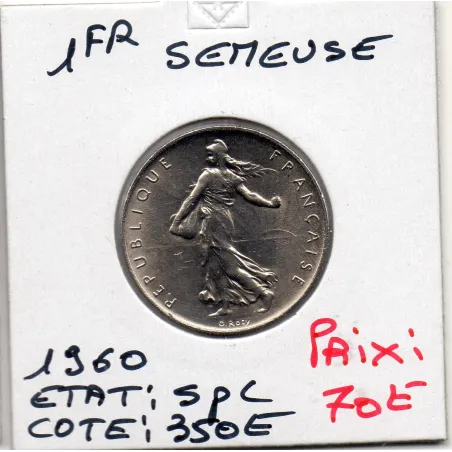 1FR SEMEUSE
REPUBLIQUE FRANÇAISE
O. Roty
1960
ETAT: SPL
COTE: 350E
PRIX:
70E